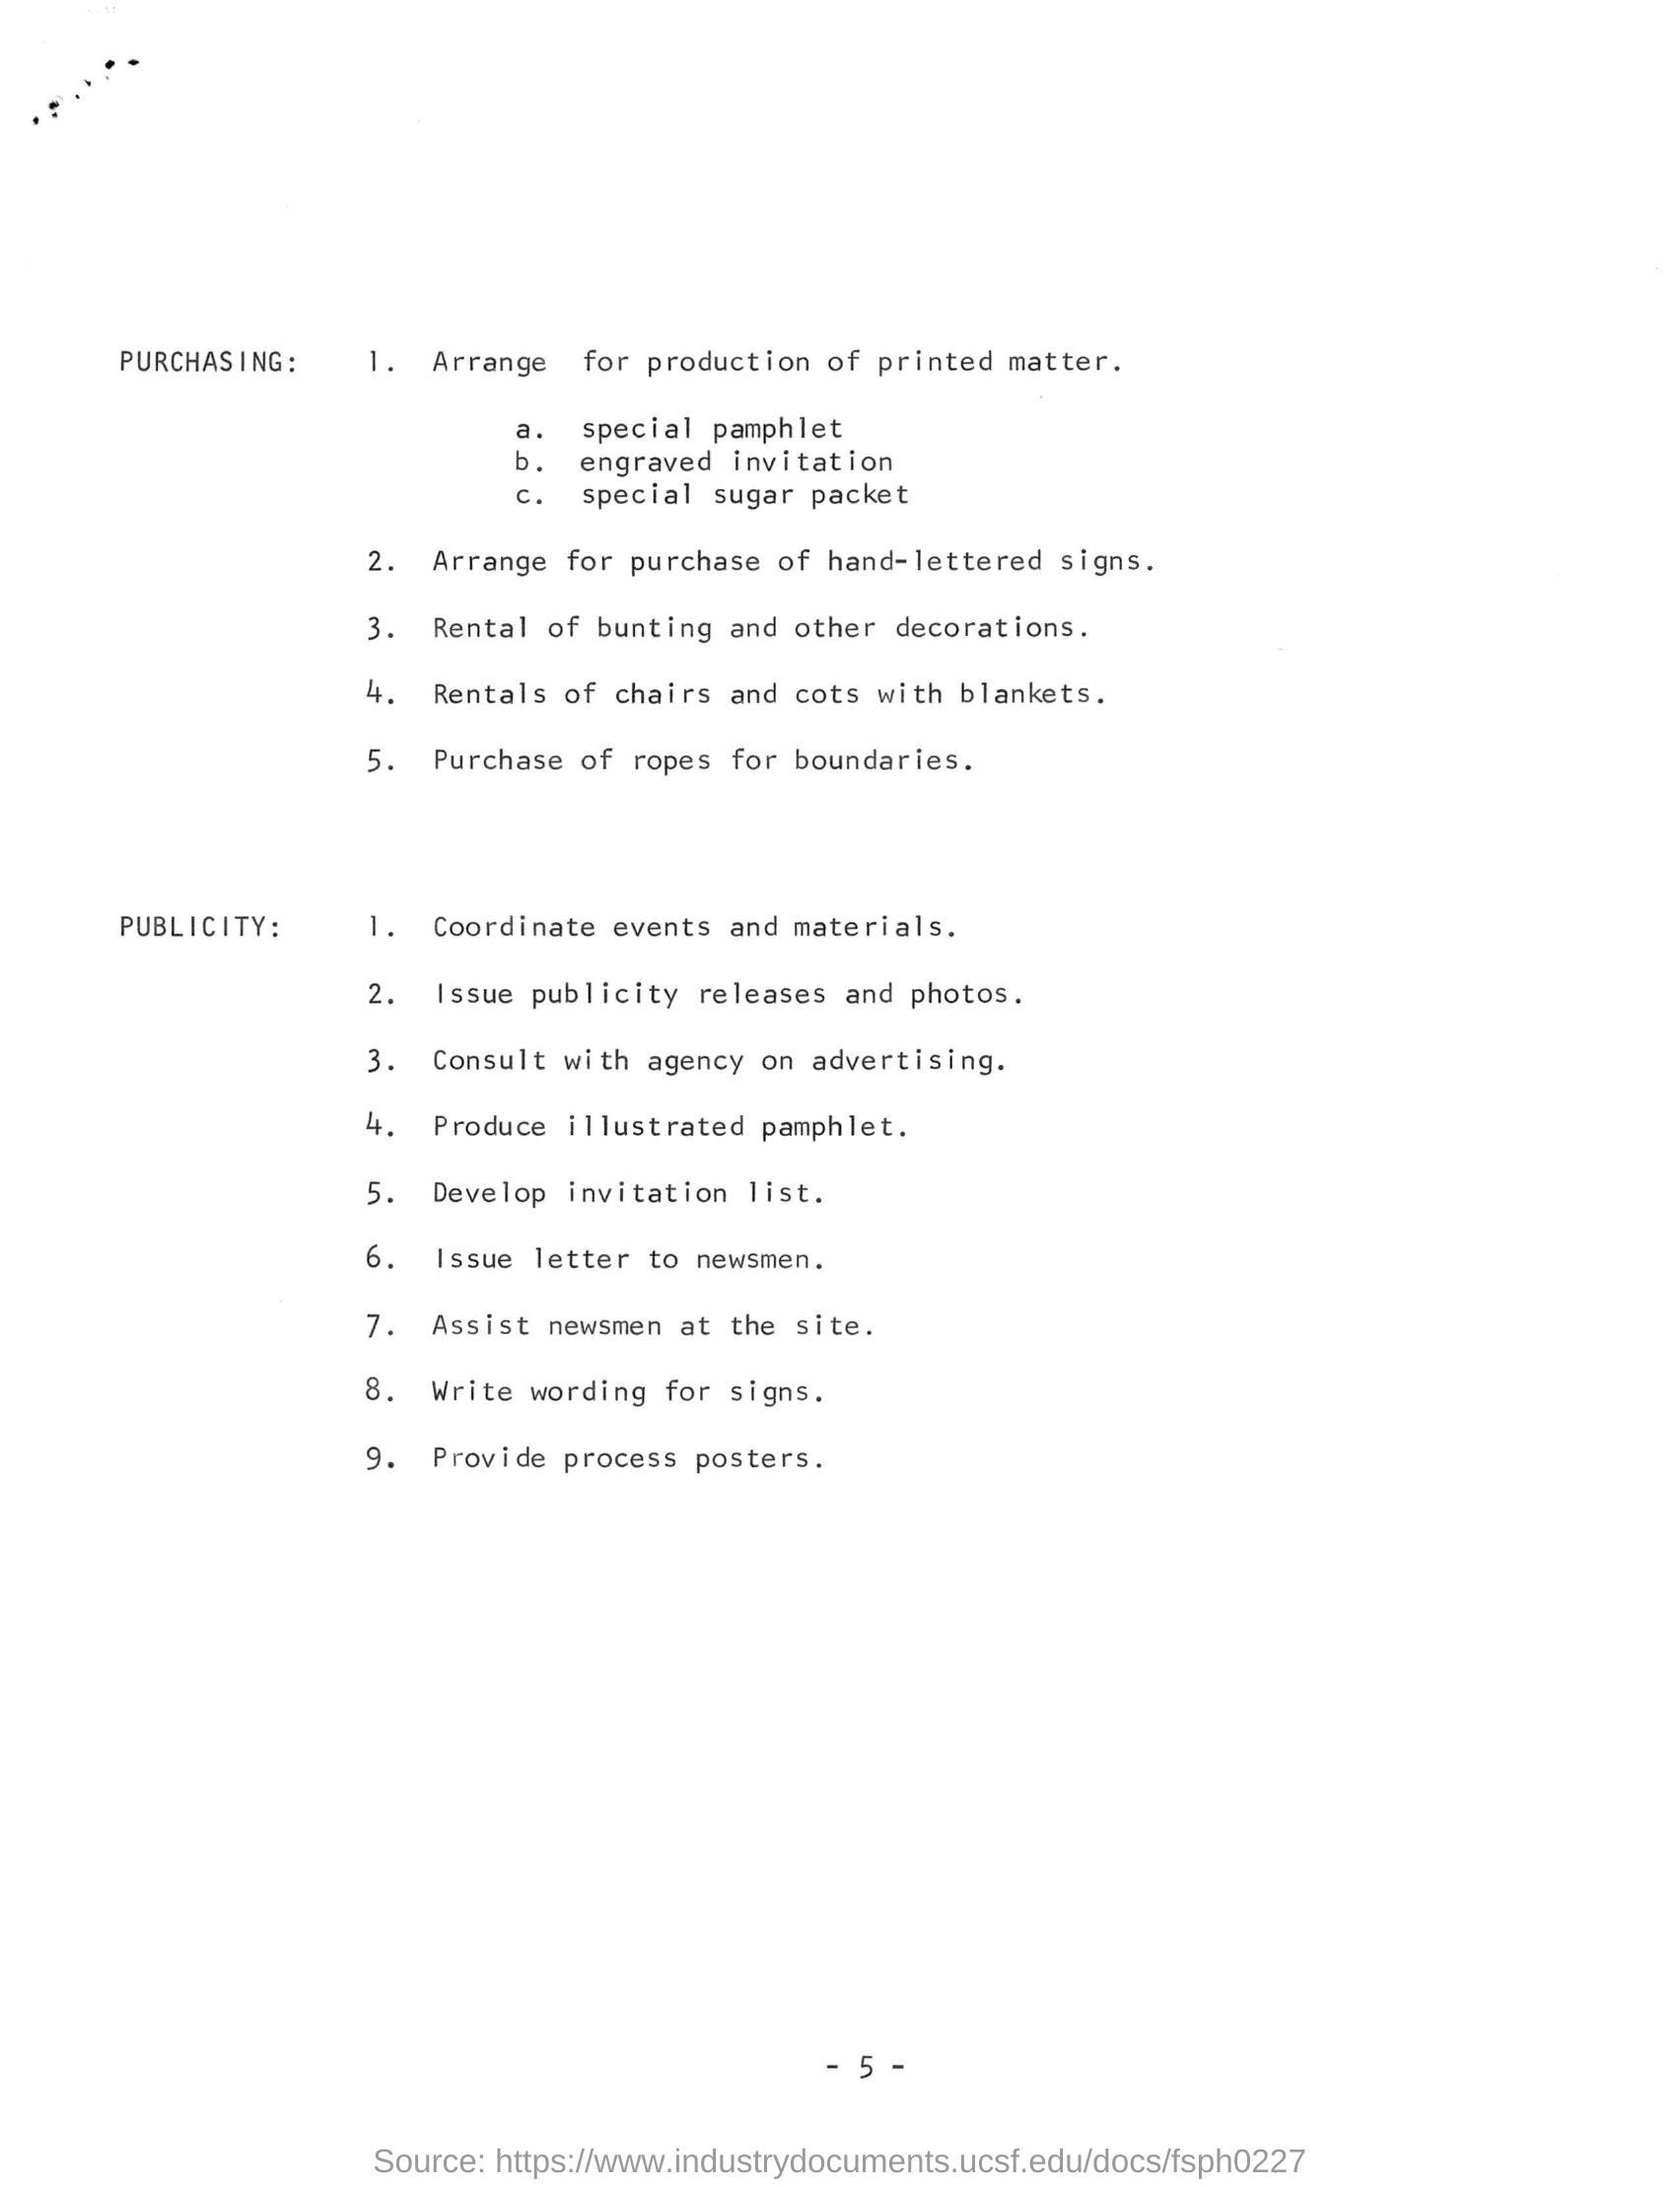 PURCHASING: 1. Arrange for production of printed matter.
a. special pamphlet
b. engraved invitation
c. special sugar packet
2. Arrange for purchase of hand-lettered signs.
3. Rental of bunting and other decorations.
4. Rentals of chairs and cots with blankets.
5. Purchase of ropes for boundaries.
PUBLICITY: 1. Coordinate events and materials.
2. Issue publicity releases and photos.
3. Consult with agency on advertising.
4. Produce illustrated pamphlet.
5. Develop invitation list.
6. Issue letter to newsmen.
7. Assist newsmen at the site.
8. Write wording for signs.
9. Provide process posters.
- 5 -
Source: https://www.industrydocuments.ucsf.edu/docs/fsph0227